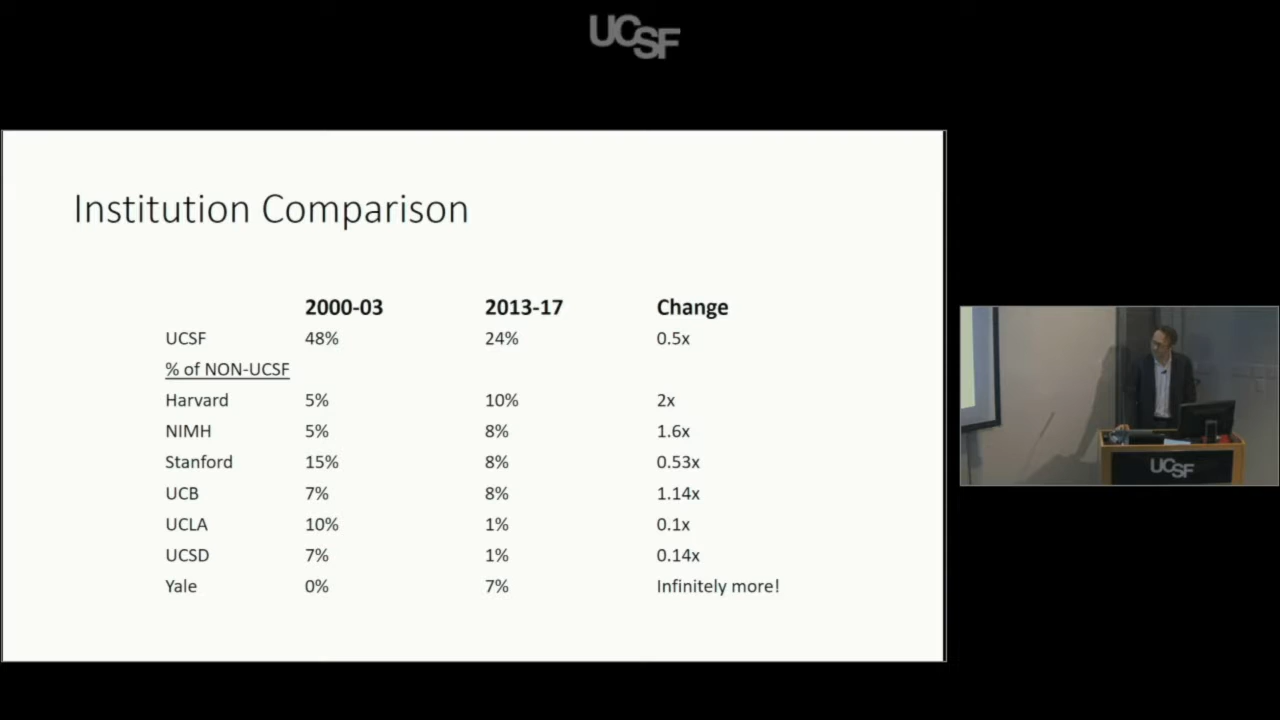 UCSF
Institution Comparison
2000-03 2013-17 Change
UCSF 48% 24% 0.5x
% of NON-UCSF
Harvard 5% 10% 2x
NIMH 5% 8% 1.6x
Stanford 15% 8% 0.53x
UCB 7% 8% 1.14x
UCLA 10% 1% 0.1x
UCSD 7% 1% 0.14x
Yale 0% 7% Infinitely more!
UCSF